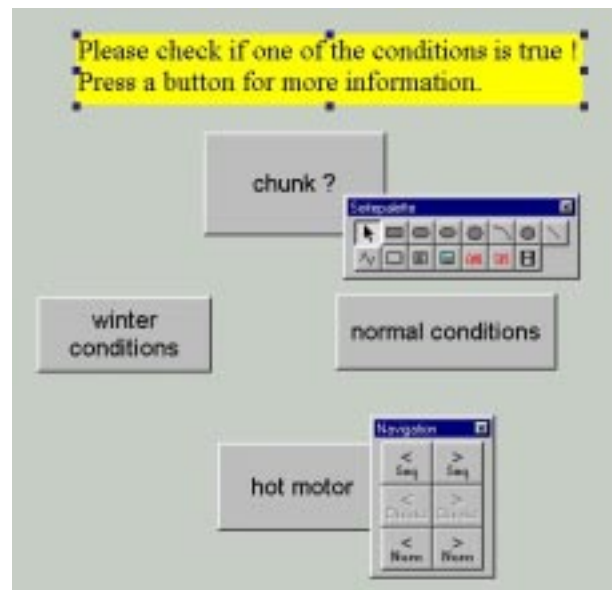 Please check if one of the conditions is true !
Press a button for more information.
chunk ?
winter
conditions
normal conditions
hot motor
Navigation
< >
Seq Seq
< >
< >
Num Num